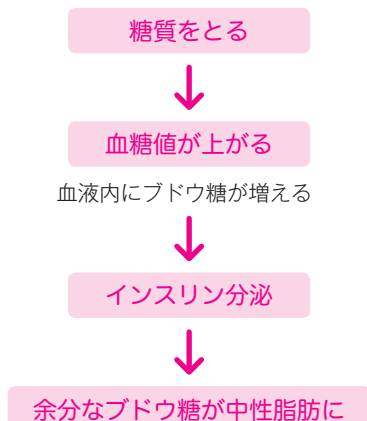 糖質をとる
血糖値が上がる
血液内にブドウ糖が増える
インスリン分泌
余分なブドウ糖が中性脂肪に